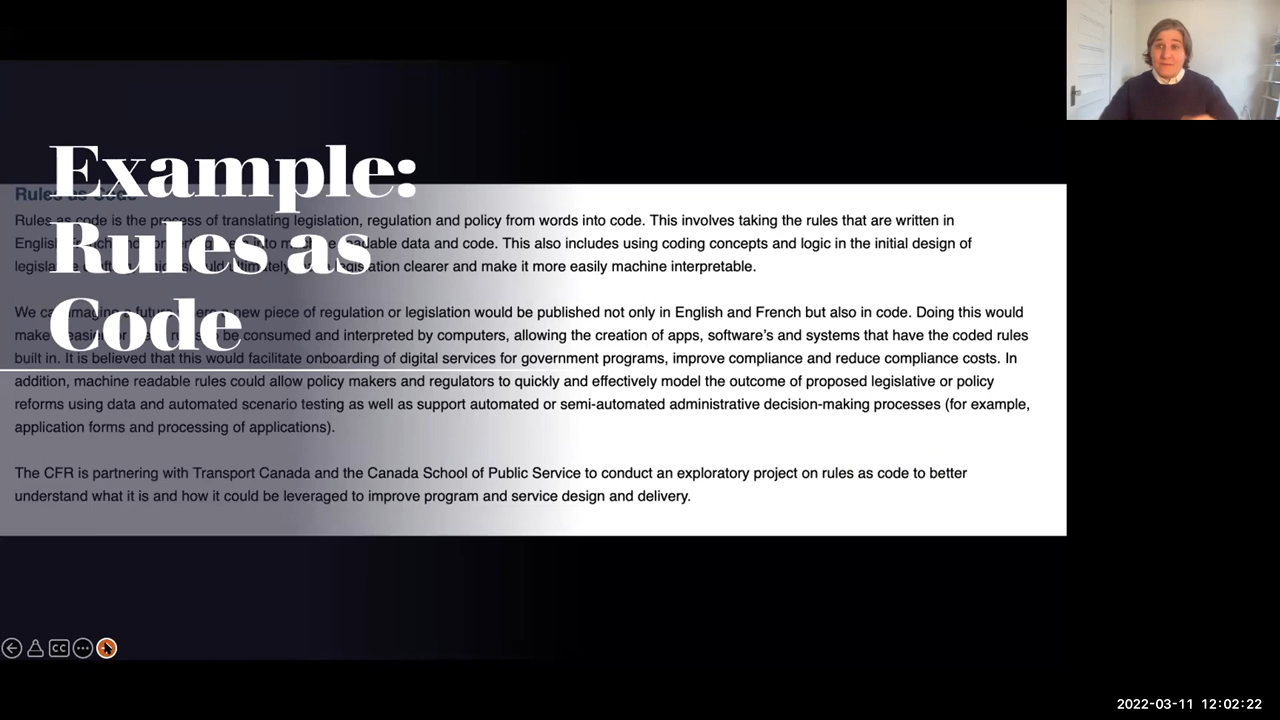 Example:
Rules as
Code
Rules as Code
Rules as code is the process of translating legislation, regulation and policy from words into code. This involves taking the rules that are written in
English readable data and code. This also includes using coding concepts and logic in the initial design of
ultimately legislation clearer and make it more easily machine interpretable.
We can imagine a future new piece of regulation or legislation would be published not only in English and French but also in code. Doing this would
make easier be consumed and interpreted by computers, allowing the creation of apps, software's and systems that have the coded rules
built in. It is believed that this would facilitate onboarding of digital services for government programs, improve compliance and reduce compliance costs. In
addition, machine readable rules could allow policy makers and regulators to quickly and effectively model the outcome of proposed legislative or policy
reforms using data and automated scenario testing as well as support automated or semi-automated administrative decision-making processes (for example,
application forms and processing of applications).
The CFR is partnering with Transport Canada and the Canada School of Public Service to conduct an exploratory project on rules as code to better
understand what it is and how it could be leveraged to improve program and service design and delivery.
CC
2022-03-11 12:02:22